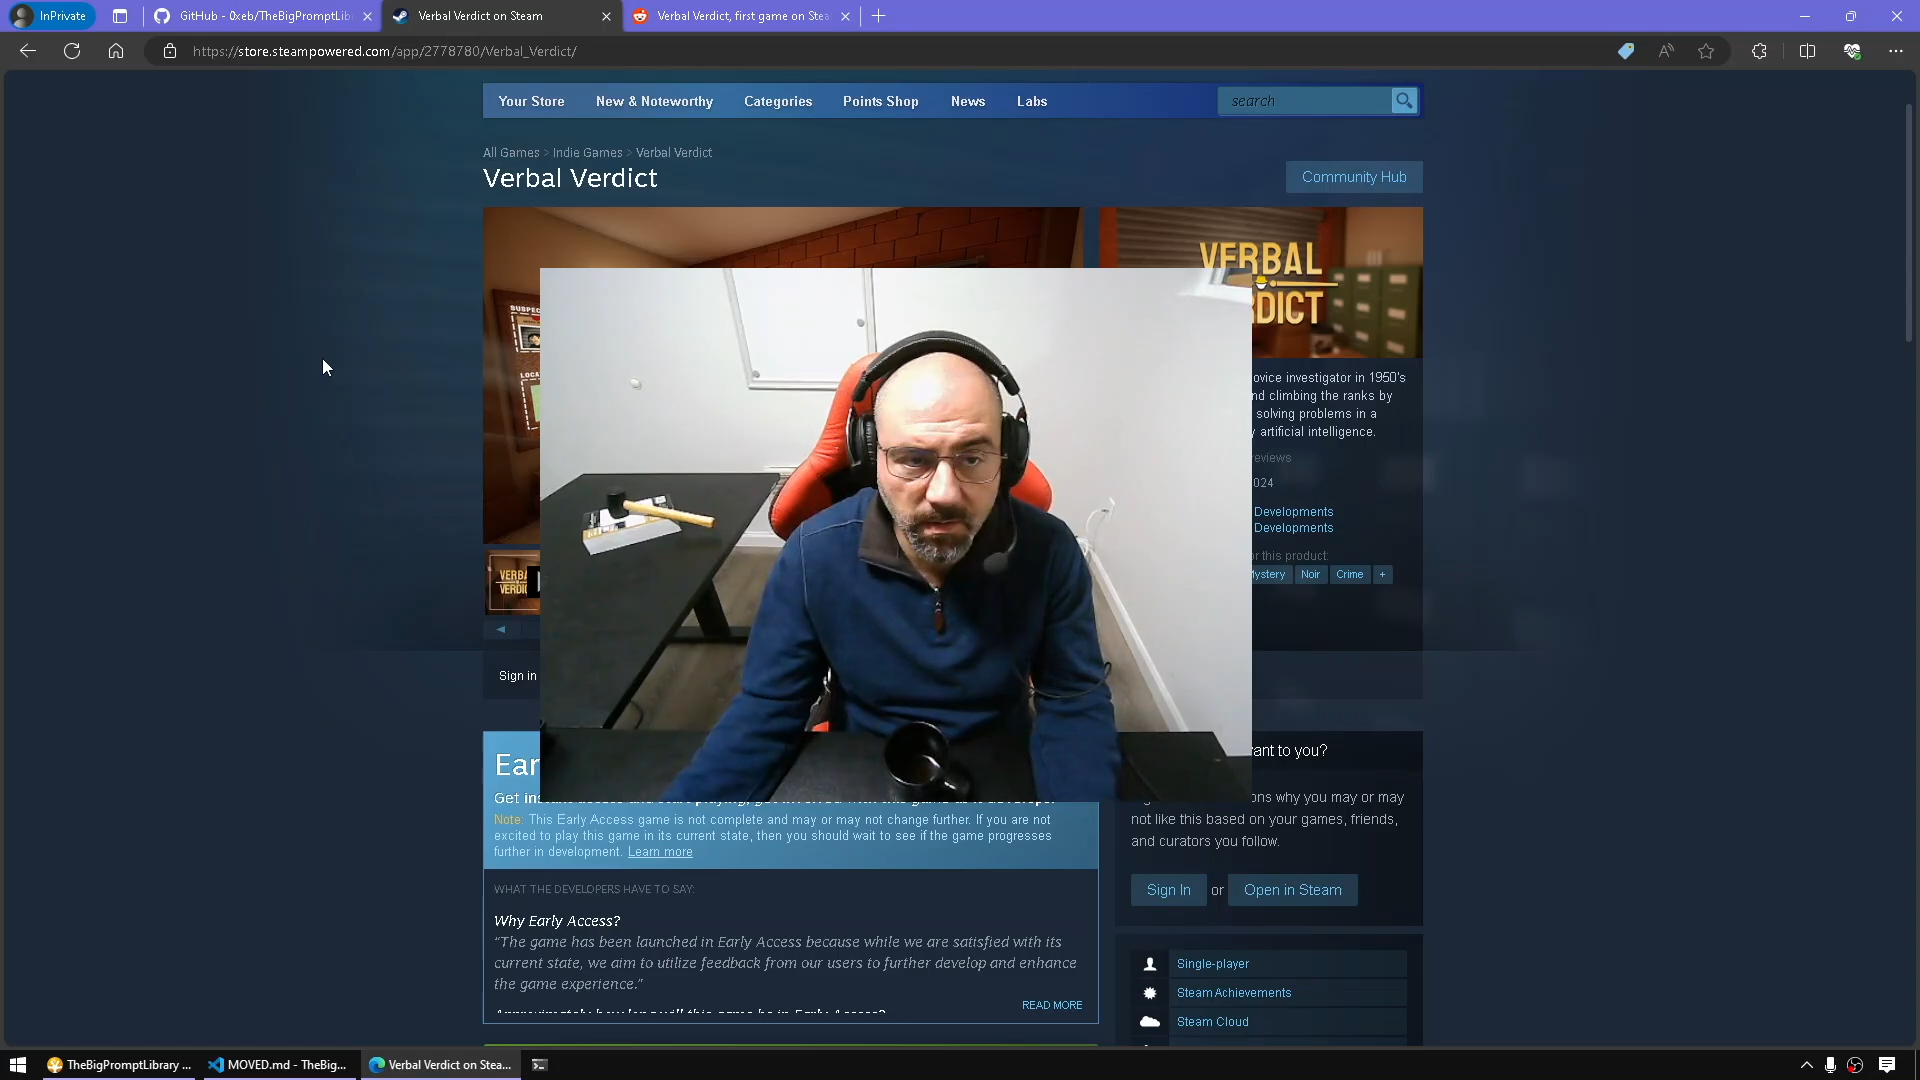 InPrivate
GitHub - 0xeb/TheBigPromptLib
Verbal Verdict on Steam
Verbal Verdict, first game on Stea
https://store.steampowered.com/app/2778780/Verbal_Verdict/
Your Store
New & Noteworthy
Categories
Points Shop
News
Labs
search
All Games > Indie Games > Verbal Verdict
Verbal Verdict
Community Hub
VERBAL
DICT
ovice investigator in 1950's
nd climbing the ranks by
solving problems in a
y artificial intelligence.
eviews
024
Developments
Developments
or this product:
Mystery
Noir
Crime
+
Sign in
want to you?
ons why you may or may
not like this based on your games, friends,
and curators you follow.
Sign In or Open in Steam
Ear
Note: This Early Access game is not complete and may or may not change further. If you are not
excited to play this game in its current state, then you should wait to see if the game progresses
further in development. Learn more
WHAT THE DEVELOPERS HAVE TO SAY:
Why Early Access?
“The game has been launched in Early Access because while we are satisfied with its
current state, we aim to utilize feedback from our users to further develop and enhance
the game experience.”
READ MORE
Single-player
Steam Achievements
Steam Cloud
TheBigPromptLibrary ...
MOVED.md - TheBig...
Verbal Verdict on Stea...